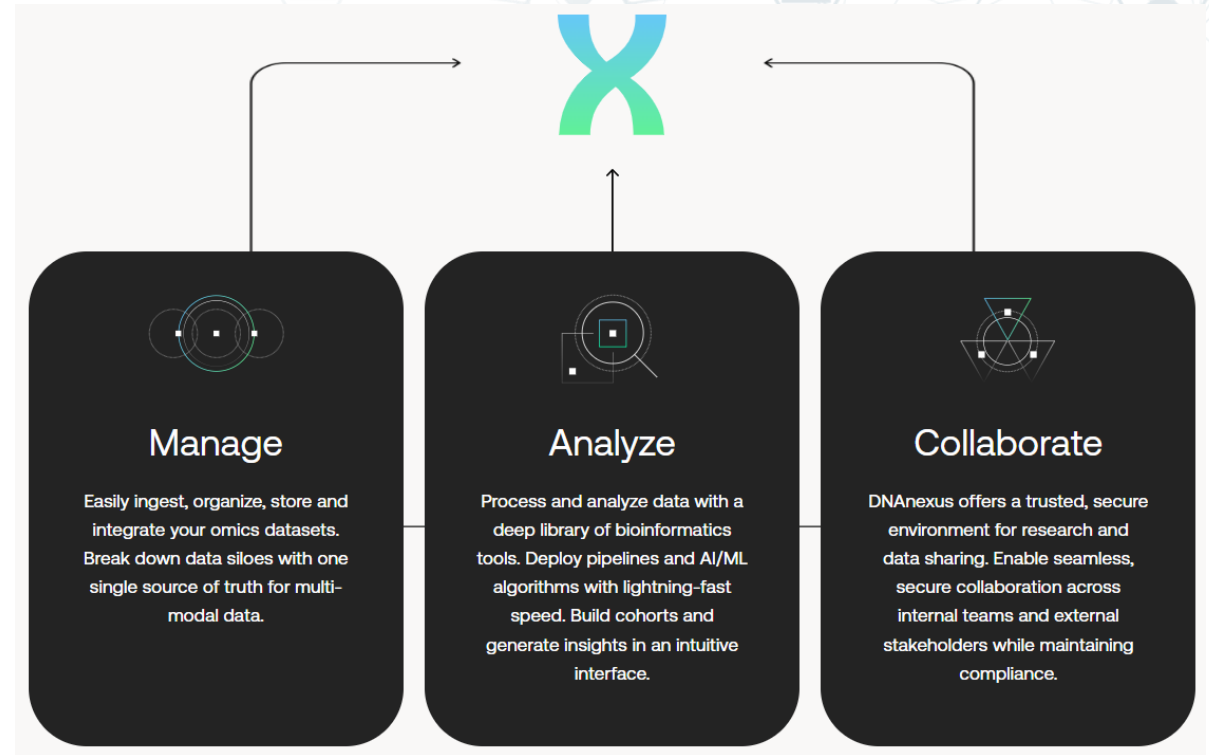 Manage
Easily ingest, organize, store and
integrate your omics datasets.
Break down data siloes with one
single source of truth for multi-
modal data.
Analyze
Process and analyze data with a
deep library of bioinformatics
tools. Deploy pipelines and AI/ML
algorithms with lightning-fast
speed. Build cohorts and
generate insights in an intuitive
interface.
Collaborate
DNAnexus offers a trusted, secure
environment for research and
data sharing. Enable seamless,
secure collaboration across
internal teams and external
stakeholders while maintaining
compliance.